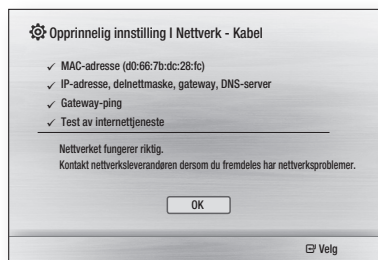 Opprinnelig innstilling I Nettverk - Kabel
✓ MAC-adresse (d0:66:7b:dc:28:fc)
✓ IP-adresse, delnettmaske, gateway, DNS-server
✓ Gateway-ping
✓ Test av internettjeneste
Nettverket fungerer riktig.
Kontakt nettverksleverandøren dersom du fremdeles har nettverksproblemer.
OK
Velg